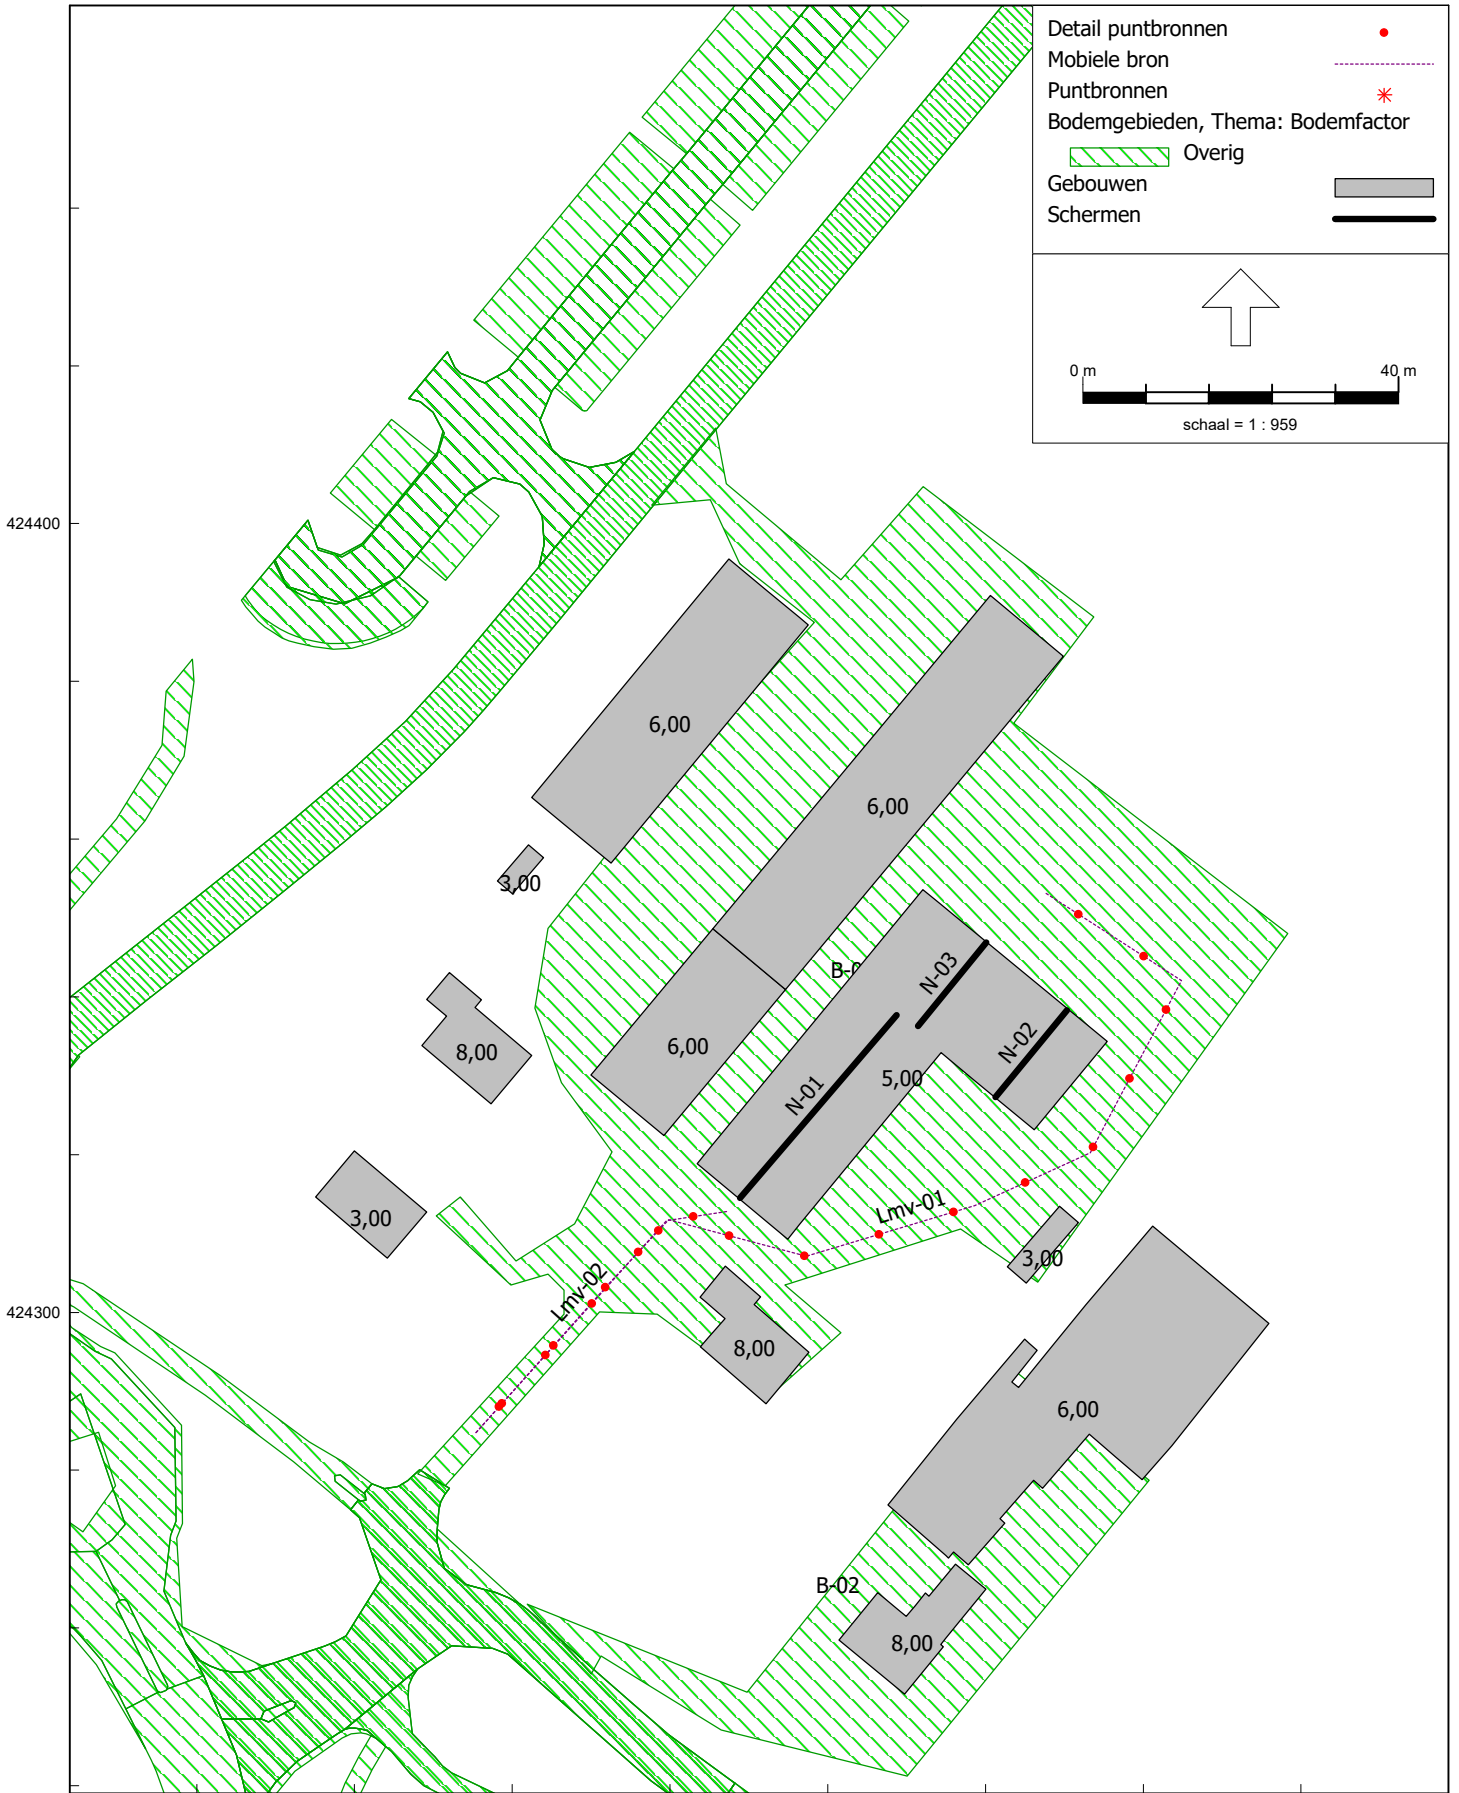 Detail puntbronnen
Mobiele bron
Puntbronnen
Bodemgebieden, Thema: Bodemfactor
Overig
Gebouwen
Schermen
0 m
40 m
schaal = 1 : 959
424400
6,00
6,00
3,00
B-0
N-03
N-02
8,00
6,00
5,00
N-01
3,00
Lmv-01
3,00
Lmv-02
424300
8,00
6,00
B-02
8,00